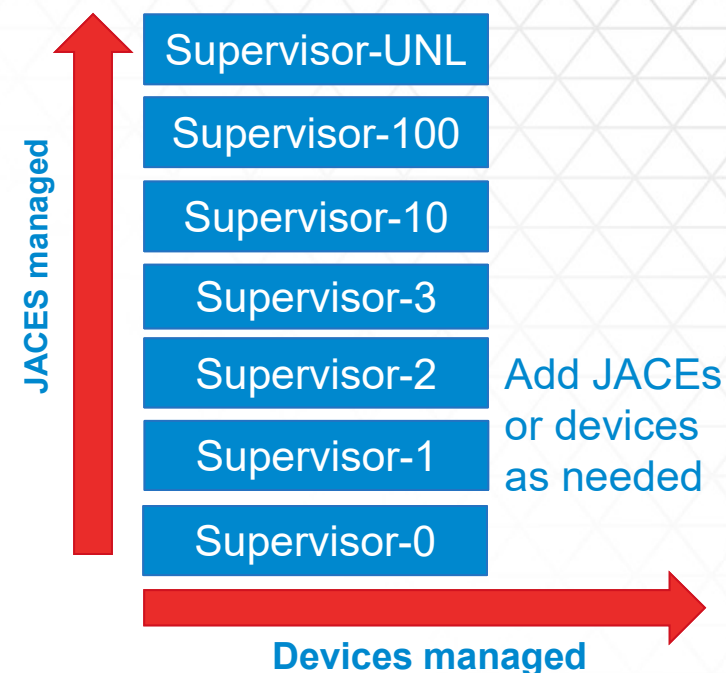 Supervisor-UNL
Supervisor-100
Supervisor-10
Supervisor-3
Supervisor-2
Supervisor-1
Supervisor-0
JACES managed
Add JACEs
or devices
as needed
Devices managed